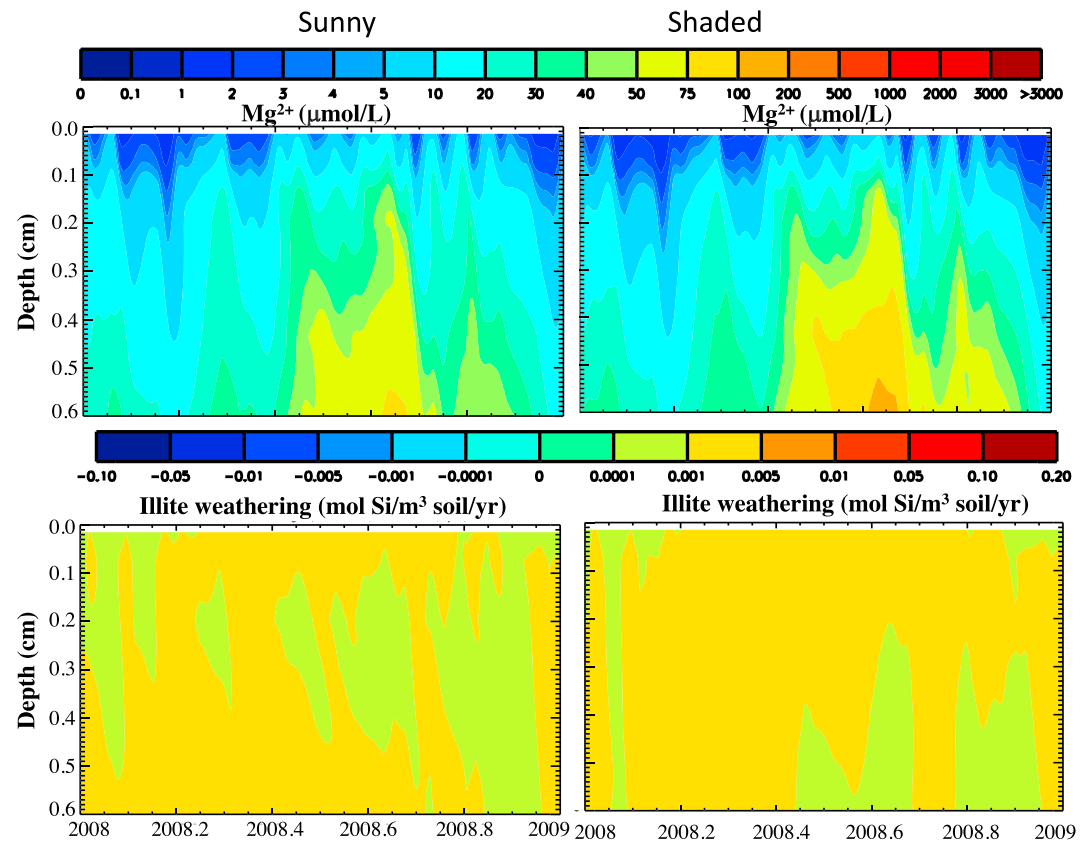 Sunny Shaded
0 0.1 1 2 3 4 5 10 20 30 40 50 75 100 200 500 1000 2000 3000 >3000
Mg²⁺ (μmol/L) Mg²⁺ (μmol/L)
0.0
0.1
0.2
0.3
0.4
0.5
0.6
Depth (cm)
−0.10 −0.05 −0.01 −0.005 −0.001 −0.0001 0 0.0001 0.001 0.005 0.01 0.05 0.10 0.20
Illite weathering (mol Si/m³ soil/yr) Illite weathering (mol Si/m³ soil/yr)
0.0
0.1
0.2
0.3
0.4
0.5
0.6
Depth (cm)
2008 2008.2 2008.4 2008.6 2008.8 2009 2008 2008.2 2008.4 2008.6 2008.8 2009